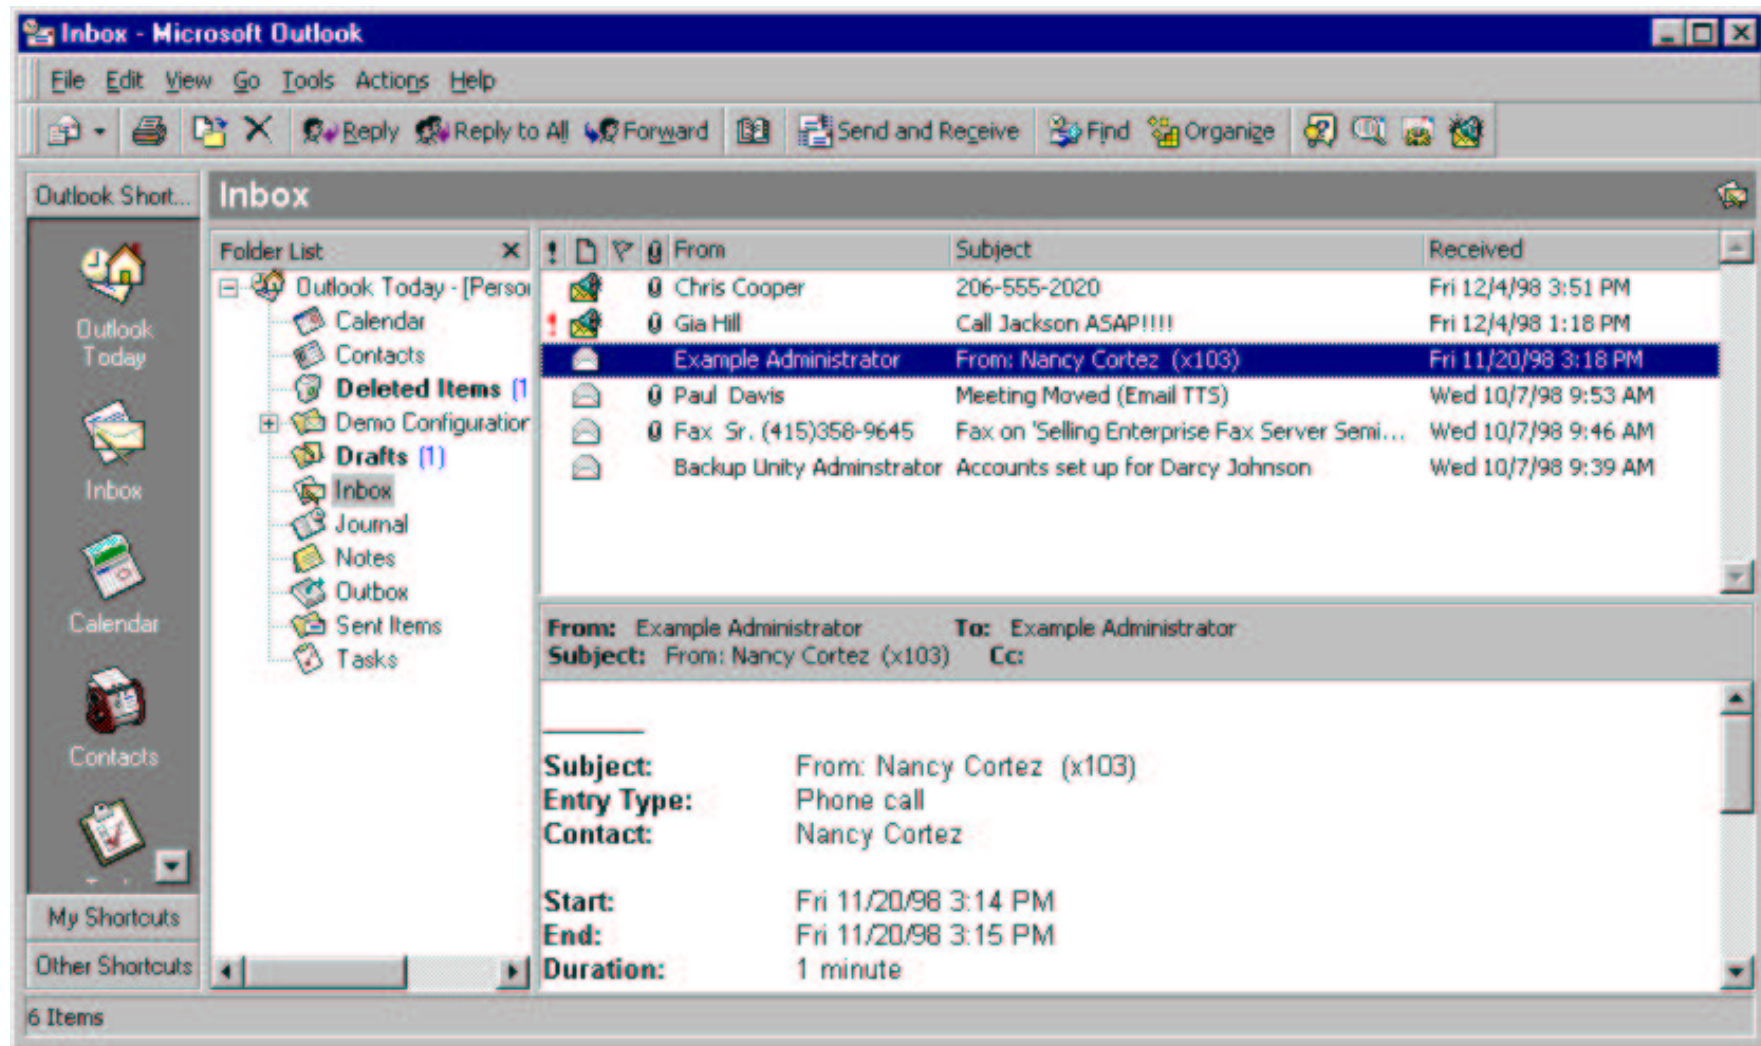 Inbox - Microsoft Outlook
File Edit View Go Tools Actions Help
Reply Reply to All Forward Send and Receive Find Organize
Outlook Short...
Outlook Today
Inbox
Calendar
Contacts
My Shortcuts
Other Shortcuts
Inbox
Folder List
Outlook Today - [Person
Calendar
Contacts
Deleted Items (1
Demo Configuration
Drafts (1)
Inbox
Journal
Notes
Outbox
Sent Items
Tasks
From Subject Received
Chris Cooper 206-555-2020 Fri 12/4/98 3:51 PM
Gia Hill Call Jackson ASAP!!!! Fri 12/4/98 1:18 PM
Example Administrator From: Nancy Cortez (x103) Fri 11/20/98 3:18 PM
Paul Davis Meeting Moved (Email TTS) Wed 10/7/98 9:53 AM
Fax Sr. (415)358-9645 Fax on 'Selling Enterprise Fax Server Semi... Wed 10/7/98 9:46 AM
Backup Unity Adminstrator Accounts set up for Darcy Johnson Wed 10/7/98 9:39 AM
From: Example Administrator To: Example Administrator
Subject: From: Nancy Cortez (x103) Cc:
Subject: From: Nancy Cortez (x103)
Entry Type: Phone call
Contact: Nancy Cortez
Start: Fri 11/20/98 3:14 PM
End: Fri 11/20/98 3:15 PM
Duration: 1 minute
6 Items